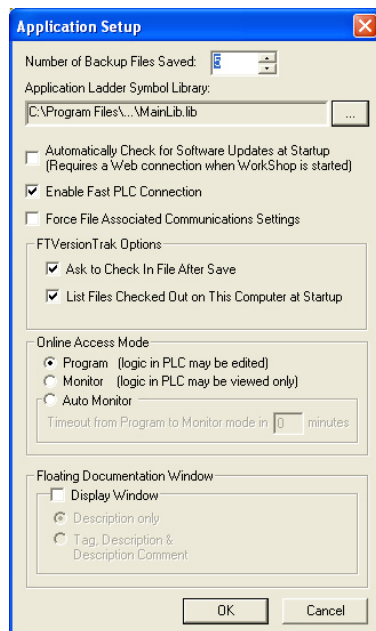 Application Setup
Number of Backup Files Saved: 5
Application Ladder Symbol Library:
C:\Program Files\...\MainLib.lib ...
Automatically Check for Software Updates at Startup
(Requires a Web connection when WorkShop is started)
Enable Fast PLC Connection
Force File Associated Communications Settings
FTVersionTrak Options
Ask to Check In File After Save
List Files Checked Out on This Computer at Startup
Online Access Mode
Program (logic in PLC may be edited)
Monitor (logic in PLC may be viewed only)
Auto Monitor
Timeout from Program to Monitor mode in 0 minutes
Floating Documentation Window
Display Window
Description only
Tag, Description &
Description Comment
OK Cancel